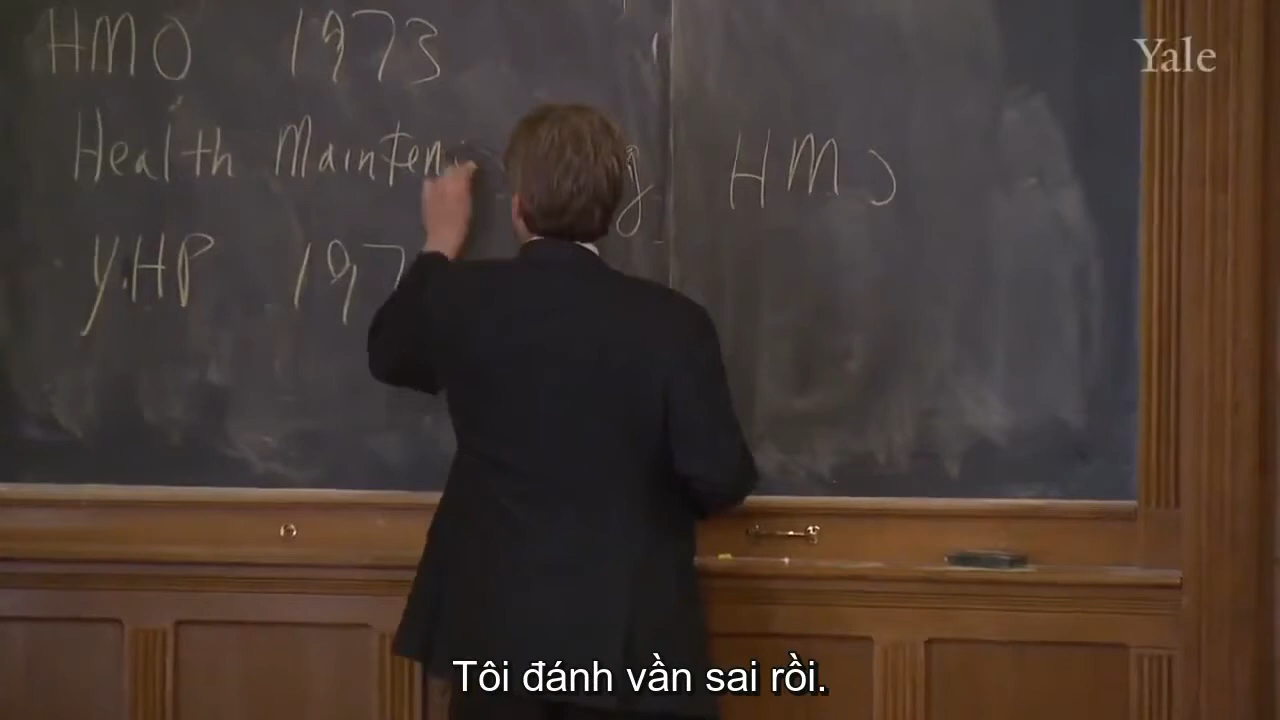 HMO 1973
Yale
Health Mainten HMO
Y.HP 197
Tôi đánh vần sai rồi.